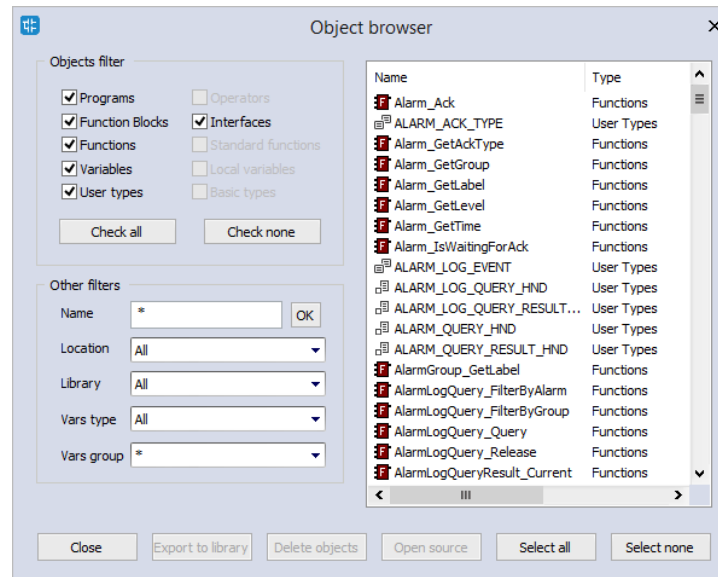 Object browser
Objects filter
Programs
Operators
Function Blocks
Interfaces
Functions
Standard functions
Variables
Local variables
User types
Basic types
Check all
Check none
Other filters
Name * OK
Location All
Library All
Vars type All
Vars group *
Name Type
Alarm_Ack Functions
ALARM_ACK_TYPE User Types
Alarm_GetAckType Functions
Alarm_GetGroup Functions
Alarm_GetLabel Functions
Alarm_GetLevel Functions
Alarm_GetTime Functions
Alarm_IsWaitingForAck Functions
ALARM_LOG_EVENT User Types
ALARM_LOG_QUERY_HND User Types
ALARM_LOG_QUERY_RESULT... User Types
ALARM_QUERY_HND User Types
ALARM_QUERY_RESULT_HND User Types
AlarmGroup_GetLabel Functions
AlarmLogQuery_FilterByAlarm Functions
AlarmLogQuery_FilterByGroup Functions
AlarmLogQuery_Query Functions
AlarmLogQuery_Release Functions
AlarmLogQueryResult_Current Functions
Close
Export to library
Delete objects
Open source
Select all
Select none